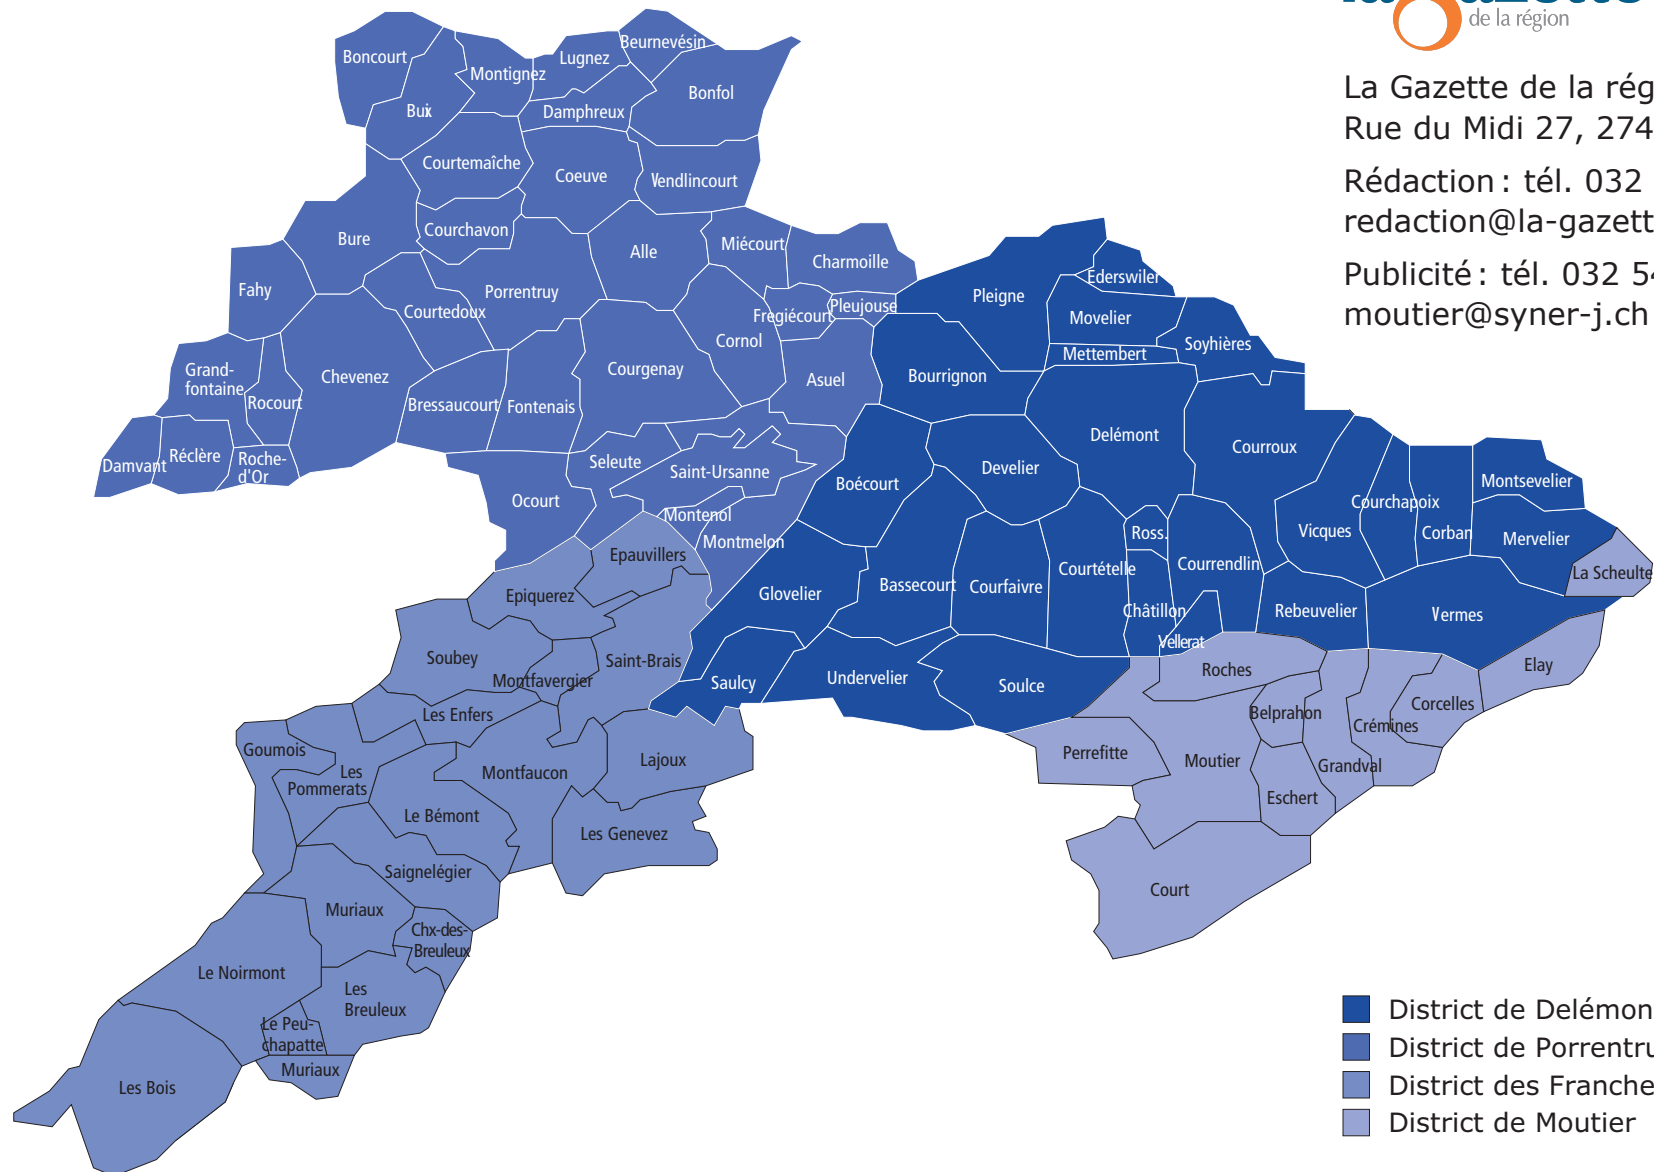 de la région
La Gazette de la rég
Rue du Midi 27, 274
Rédaction : tél. 032
redaction@la-gazett
Publicité : tél. 032 54
moutier@syner-j.ch
Boncourt
Bux
Montignez
Lugnez
Beurnevésin
Bonfol
Damphreux
Courtemaîche
Coeuve
Vendlincourt
Bure
Courchavon
Alle
Miécourt
Charmoille
Fahy
Courtedoux
Porrentruy
Fregiécourt
Pleujouse
Cornol
Grand-
fontaine
Rocourt
Chevenez
Bressaucourt
Fontenais
Courgenay
Asuel
Damvant
Réclère
Roche-
d'Or
Ocourt
Seleute
Saint-Ursanne
Montenol
Montmelon
Pleigne
Ederswiler
Movelier
Mettembert
Soyhières
Bourrignon
Delémont
Courroux
Develier
Boécourt
Vicques
Courchapoix
Corban
Montsevelier
Mervelier
Ross.
Courrendlin
Courtételle
Châtillon
Vellerat
Rebeuvelier
Vermes
Glovelier
Bassecourt
Courfaivre
Saulcy
Undervelier
Soulce
La Scheulte
Elay
Roches
Belprahon
Corcelles
Crémines
Grandval
Perrefitte
Moutier
Eschert
Court
Epauvillers
Epiquerez
Soubey
Montfavergier
Saint-Brais
Les Enfers
Goumois
Les
Pommerats
Montfaucon
Lajoux
Le Bémont
Les Genevez
Saignelégier
Muriaux
Chx-des-
Breuleux
Le Noirmont
Les
Breuleux
Le Peu-
chapatte
Muriaux
Les Bois
District de Delémon
District de Porrentru
District des Franche
District de Moutier